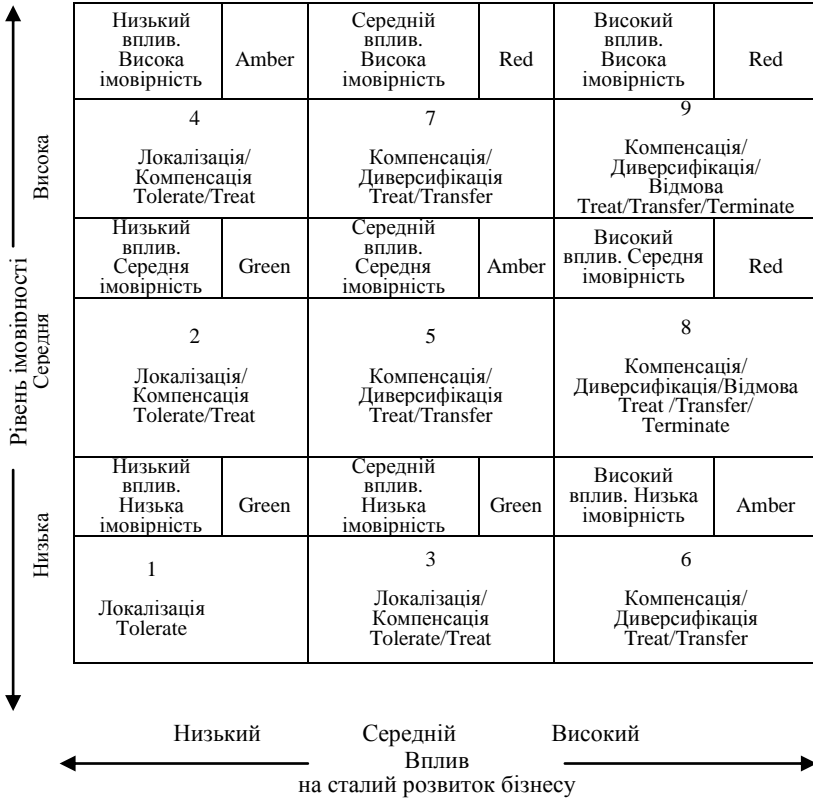 Рівень імовірності
Висока
Середня
Низька
Низький
вплив.
Висока
імовірність
Amber
Середній
вплив.
Висока
імовірність
Red
Високий
вплив.
Висока
імовірність
Red
4
Локалізація/
Компенсація
Tolerate/Treat
7
Компенсація/
Диверсифікація
Treat/Transfer
9
Компенсація/
Диверсифікація/
Відмова
Treat/Transfer/Terminate
Низький
вплив.
Середня
імовірність
Green
Середній
вплив.
Середня
імовірність
Amber
Високий
вплив. Середня
імовірність
Red
2
Локалізація/
Компенсація
Tolerate/Treat
5
Компенсація/
Диверсифікація
Treat/Transfer
8
Компенсація/
Диверсифікація/Відмова
Treat /Transfer/
Terminate
Низький
вплив.
Низька
імовірність
Green
Середній
вплив.
Низька
імовірність
Green
Високий
вплив. Низька
імовірність
Amber
1
Локалізація
Tolerate
3
Локалізація/
Компенсація
Tolerate/Treat
6
Компенсація/
Диверсифікація
Treat/Transfer
Низький Середній Високий
Вплив
на сталий розвиток бізнесу